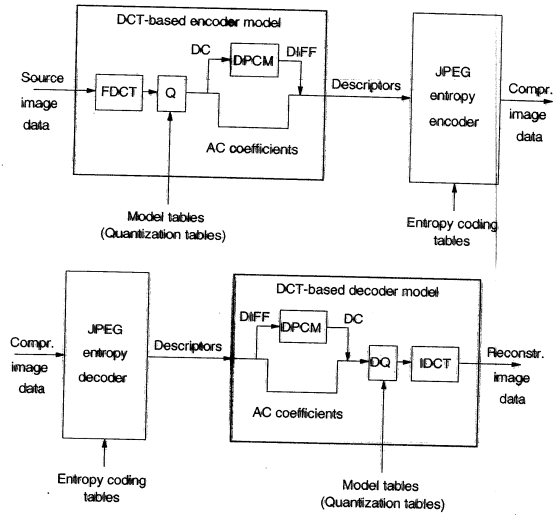 DCT-based encoder model
DC
DPCM
DIFF
Source
image
data
FDCT
Q
AC coefficients
Descriptors
JPEG
entropy
encoder
Compr.
image
data
Model tables
(Quantization tables)
Entropy coding
tables
DCT-based decoder model
Compr.
image
data
JPEG
entropy
decoder
Descriptors
DIFF
IDPCM
DC
DQ
IDCT
AC coefficients
Reconstr.
image
data
Entropy coding
tables
Model tables
(Quantization tables)